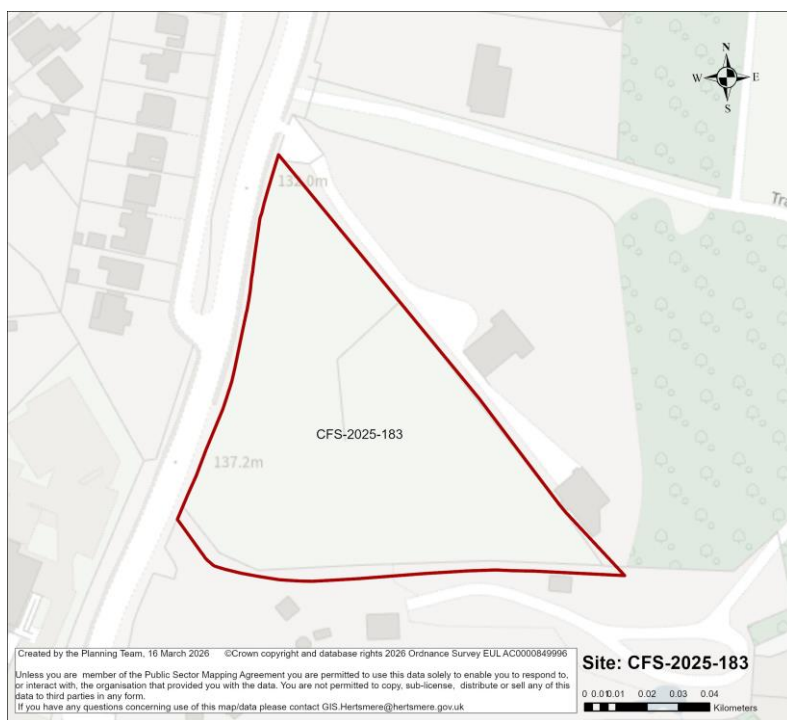 N
W E
S
132.0m
Tra
CFS-2025-183
137.2m
Created by the Planning Team, 16 March 2026 ©Crown copyright and database rights 2026 Ordnance Survey EUL AC0000849996
Unless you are member of the Public Sector Mapping Agreement you are permitted to use this data solely to enable you to respond to,
or interact with, the organisation that provided you with the data. You are not permitted to copy, sub-license, distribute or sell any of this
data to third parties in any form.
If you have any questions concerning use of this map/data please contact GIS.Hertsmere@hertsmere.gov.uk
Site: CFS-2025-183
0 0.010.01 0.02 0.03 0.04
Kilometers